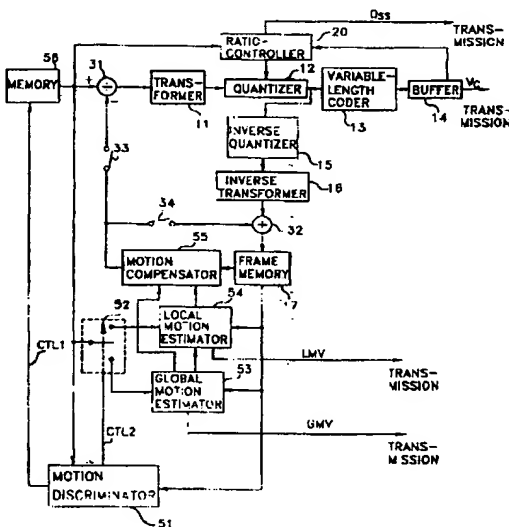 Dss
TRANS-
MISSION
56
31
RATIO-
CONTROLLER
20
12
VARIABLE-
LENGTH
CODER
MEMORY
+
-
TRANS-
FORMER
QUANTIZER
BUFFER
Vc
TRANS-
MISSION
11
13
14
INVERSE
QUANTIZER
15
33
INVERSE
TRANSFORMER
16
34
+
32
55
MOTION
COMPENSATOR
FRAME
MEMORY
17
52
54
LOCAL
MOTION
ESTIMATOR
CTL1
53
LMV
TRANS-
MISSION
GLOBAL
MOTION
ESTIMATOR
GMV
CTL2
TRANS-
MISSION
MOTION
DISCRIMINATOR
51